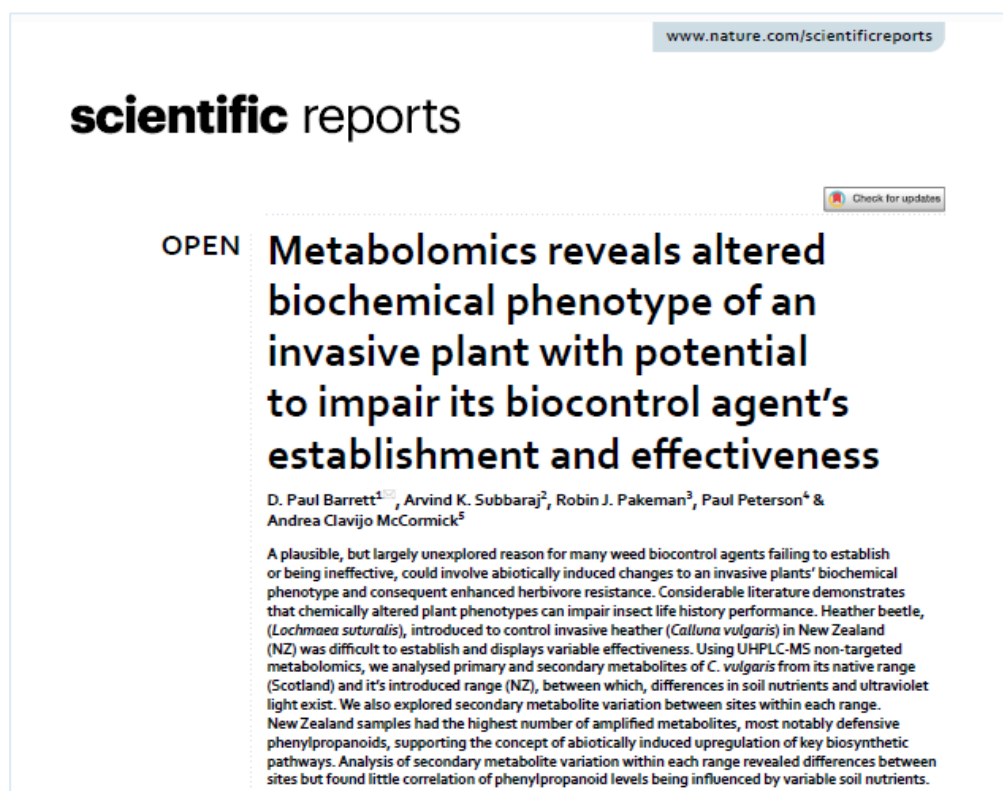 www.nature.com/scientificreports
scientific reports
Check for updates
OPEN
Metabolomics reveals altered
biochemical phenotype of an
invasive plant with potential
to impair its biocontrol agent's
establishment and effectiveness
D. Paul Barrett1✉, Arvind K. Subbaraj2, Robin J. Pakeman3, Paul Peterson4 &
Andrea Clavijo McCormick5
A plausible, but largely unexplored reason for many weed biocontrol agents failing to establish
or being ineffective, could involve abiotically induced changes to an invasive plants' biochemical
phenotype and consequent enhanced herbivore resistance. Considerable literature demonstrates
that chemically altered plant phenotypes can impair insect life history performance. Heather beetle,
(Lochmaea suturalis), introduced to control invasive heather (Calluna vulgaris) in New Zealand
(NZ) was difficult to establish and displays variable effectiveness. Using UHPLC-MS non-targeted
metabolomics, we analysed primary and secondary metabolites of C. vulgaris from its native range
(Scotland) and it's introduced range (NZ), between which, differences in soil nutrients and ultraviolet
light exist. We also explored secondary metabolite variation between sites within each range.
New Zealand samples had the highest number of amplified metabolites, most notably defensive
phenylpropanoids, supporting the concept of abiotically induced upregulation of key biosynthetic
pathways. Analysis of secondary metabolite variation within each range revealed differences between
sites but found little correlation of phenylpropanoid levels being influenced by variable soil nutrients.